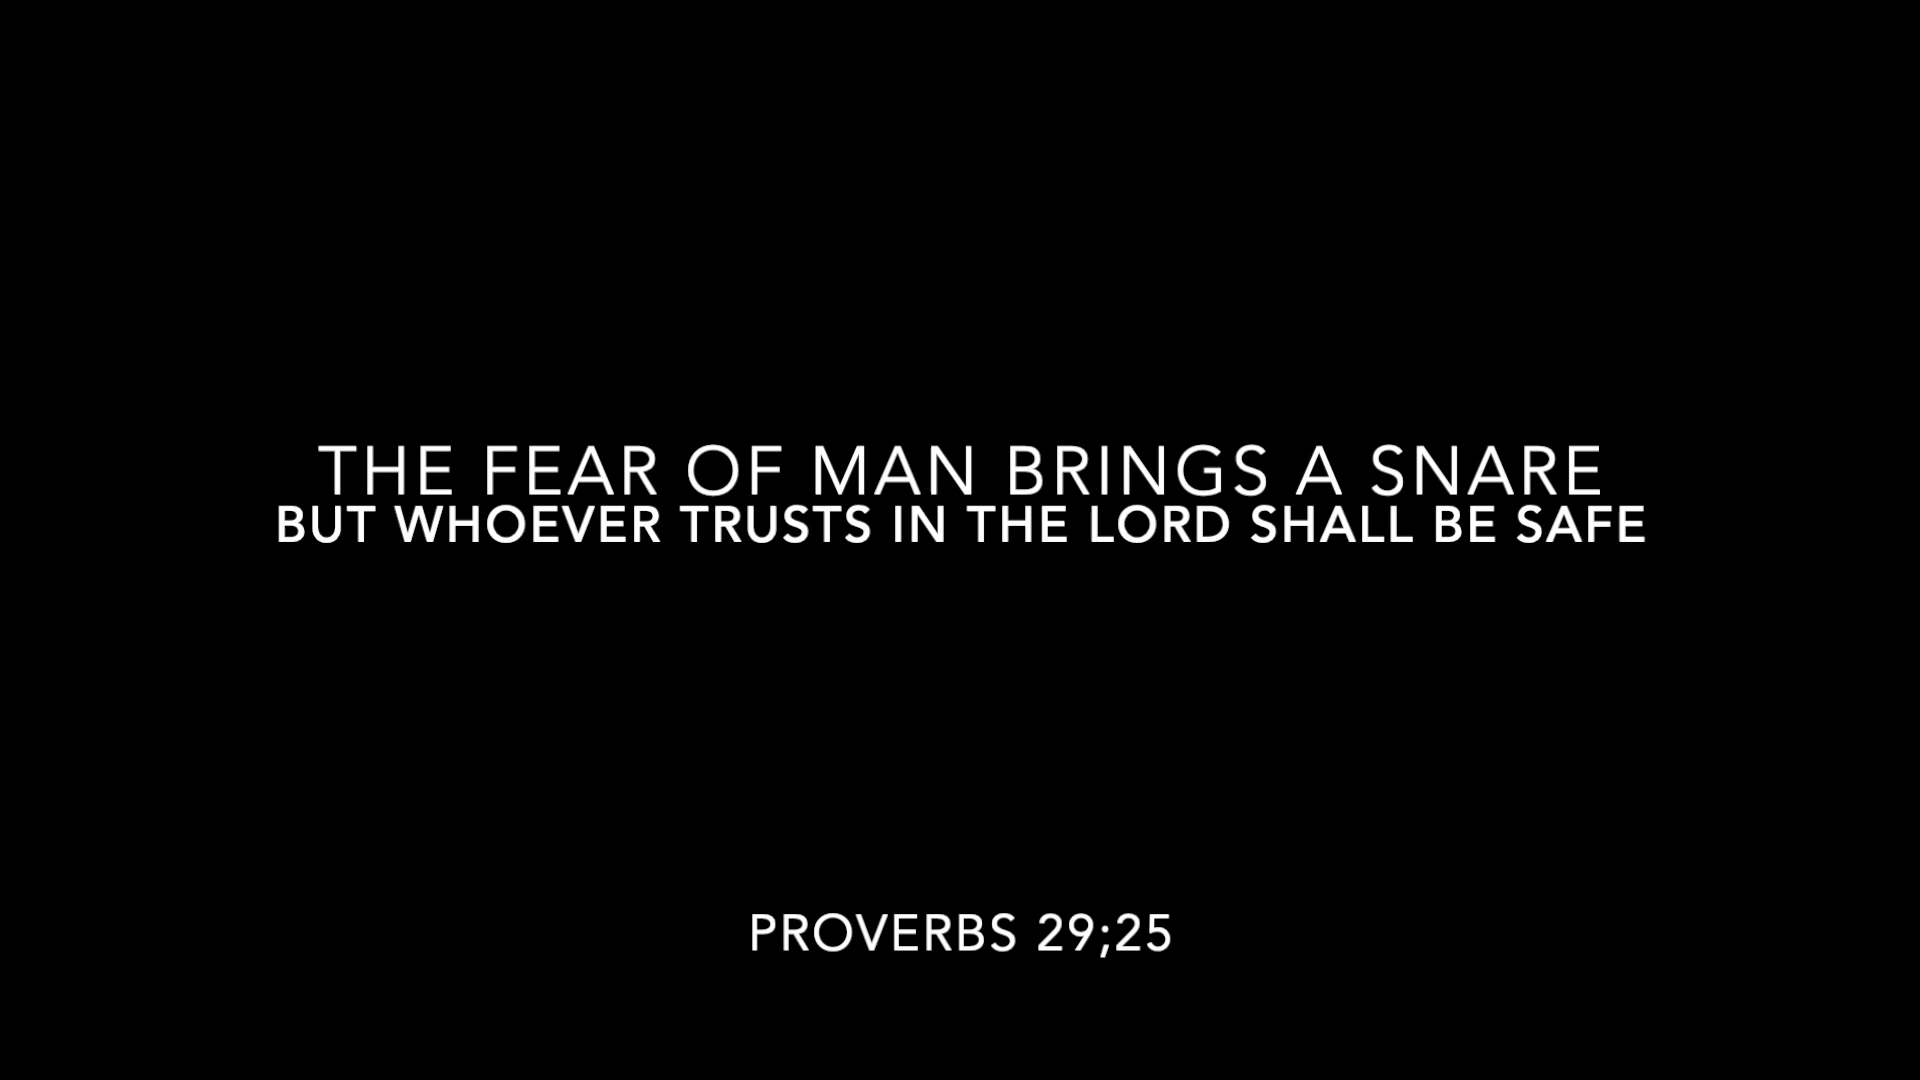 THE FEAR OF MAN BRINGS A SNARE
BUT WHOEVER TRUSTS IN THE LORD SHALL BE SAFE
PROVERBS 29;25